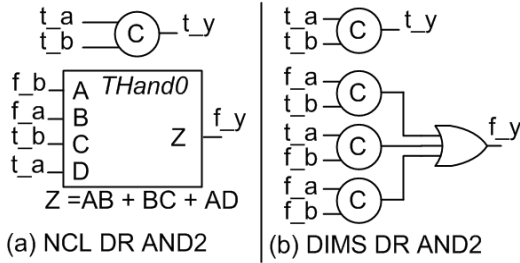 t_a
t_b
C
t_y
f_b
f_a
t_b
t_a
A
B
C
D
THand0
Z
f_y
Z =AB + BC + AD
(a) NCL DR AND2
t_a
t_b
C
t_y
f_a
t_b
C
t_a
f_b
C
f_a
f_b
C
f_y
(b) DIMS DR AND2